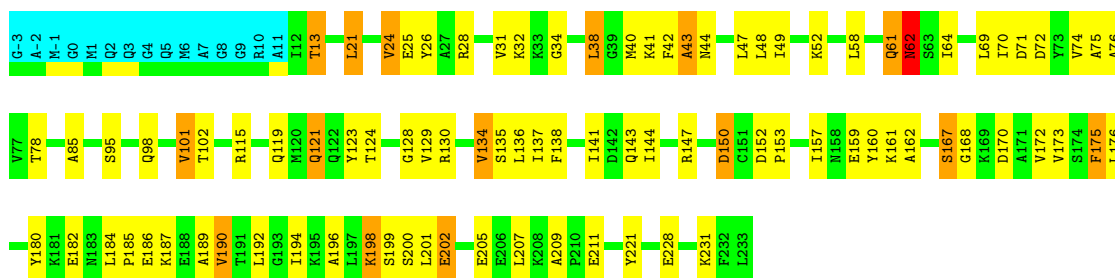 G-3 A-2 M-1 G0 M1 Q2 Q3 G4 Q5 M6 A7 G8 G9 R10 A11 I12 T13 L21 V24 E25 Y26 A27 R28 V31 K32 K33 G34 L38 G39 M40 K41 F42 A43 N44 L47 L48 I49 K52 L58 Q61 N62 S63 I64 L69 I70 D71 D72 Y73 V74 A75 A76
V77 T78 A85 S95 Q98 V101 T102 R115 Q119 M120 Q121 Q122 Y123 T124 G128 V129 R130 V134 S135 L136 I137 F138 I141 D142 Q143 I144 R147 D150 C151 D152 P153 I157 N158 E159 Y160 K161 A162 S167 G168 K169 D170 A171 V172 V173 S174 F175 L176
Y180 K181 E182 N183 L184 P185 E186 K187 E188 A189 V190 T191 L192 G193 I194 K195 A196 L197 K198 S199 S200 L201 E202 E205 E206 L207 K208 A209 P210 E211 Y221 E228 K231 F232 L233